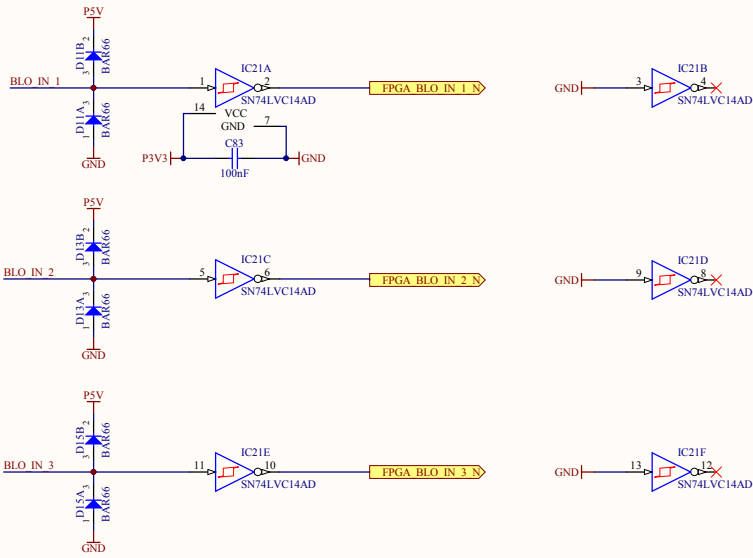 P5V
D11B
2
3
BAR66
BLO_IN_1
D11A
3
1
BAR66
GND
IC21A
1
2
SN74LVC14AD
14
VCC
GND
7
C83
P3V3
GND
100nF
FPGA_BLO_IN_1_N
IC21B
GND
3
4
SN74LVC14AD
P5V
D13B
2
3
BAR66
BLO_IN_2
D13A
3
1
BAR66
GND
IC21C
5
6
SN74LVC14AD
FPGA_BLO_IN_2_N
IC21D
GND
9
8
SN74LVC14AD
P5V
D15B
2
3
BAR66
BLO_IN_3
D15A
3
1
BAR66
GND
IC21E
11
10
SN74LVC14AD
FPGA_BLO_IN_3_N
IC21F
GND
13
12
SN74LVC14AD